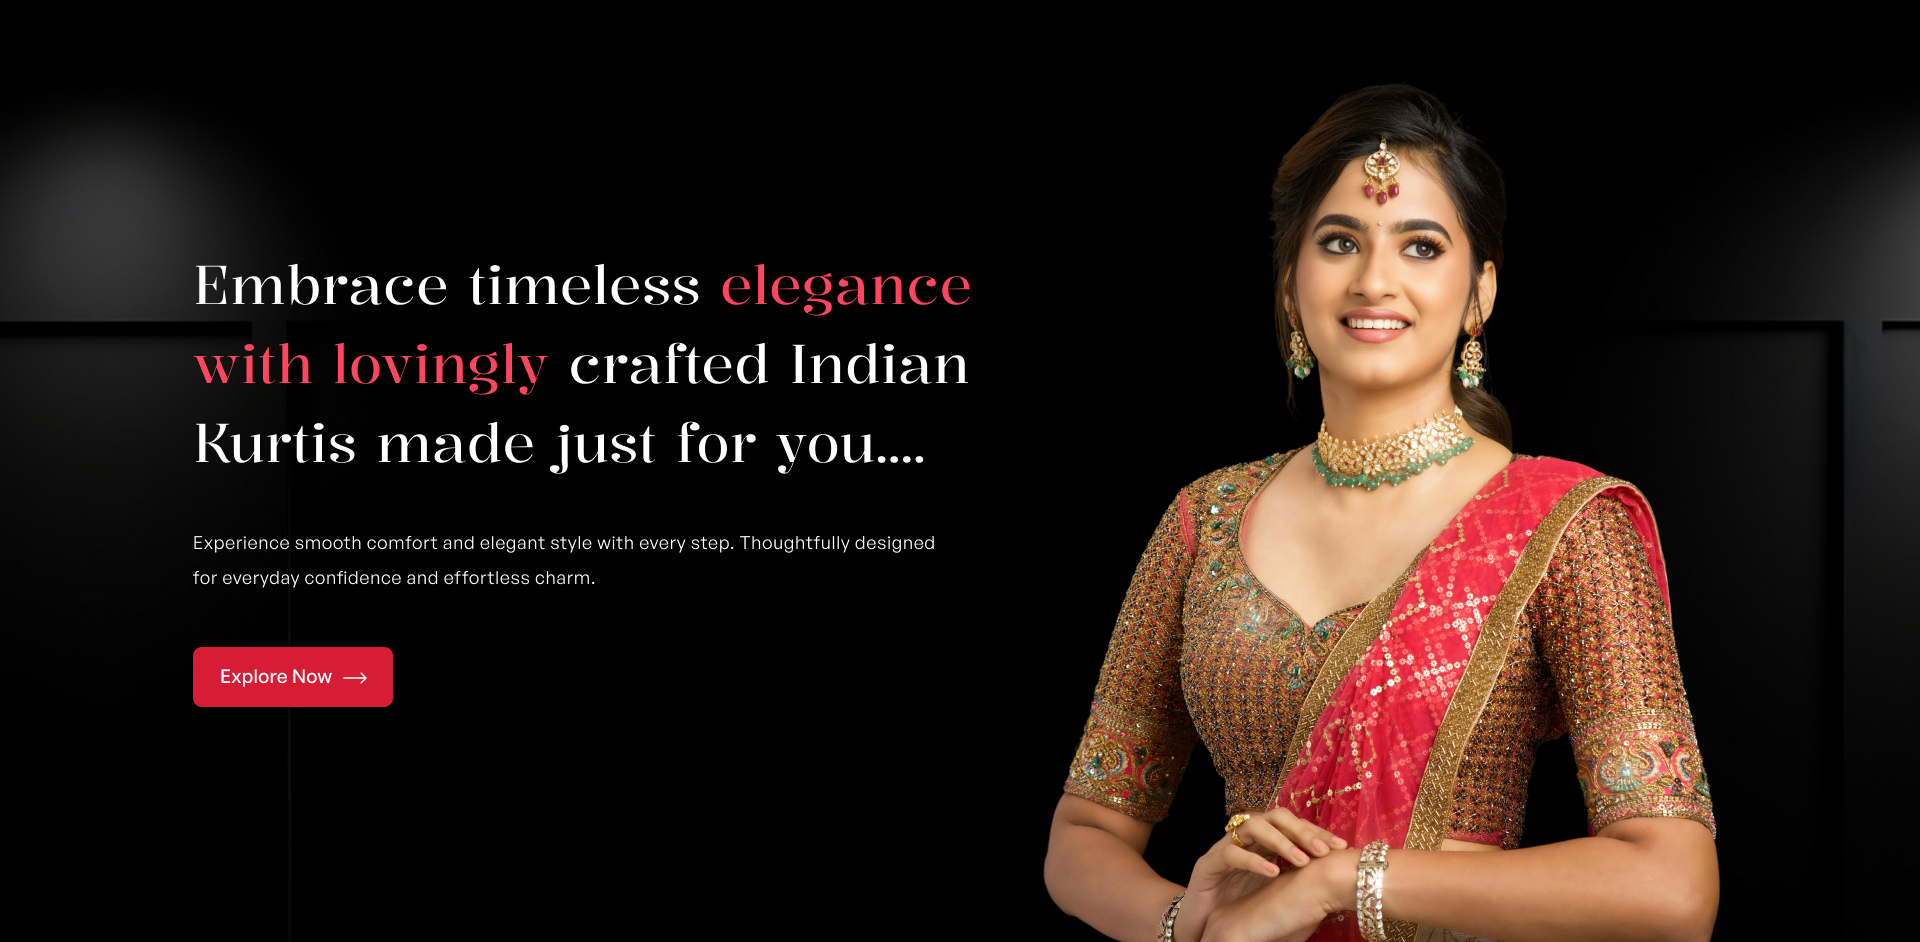 Embrace timeless elegance
with lovingly crafted Indian
Kurtis made just for you....
Experience smooth comfort and elegant style with every step. Thoughtfully designed
for everyday confidence and effortless charm.
Explore Now